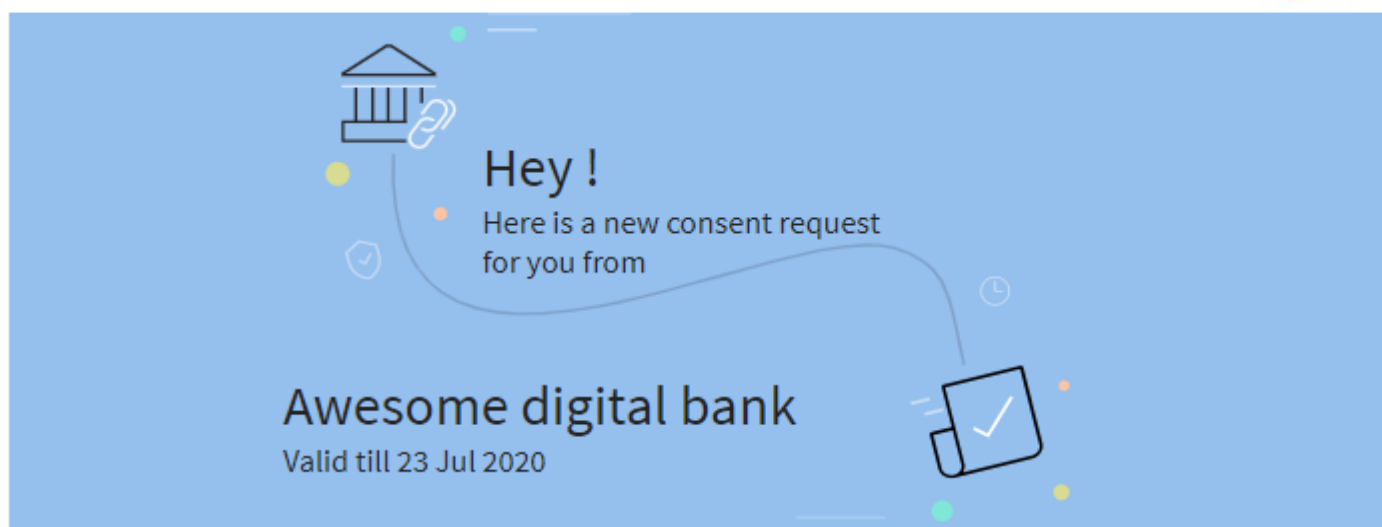 Hey !
Here is a new consent request
for you from
Awesome digital bank
Valid till 23 Jul 2020